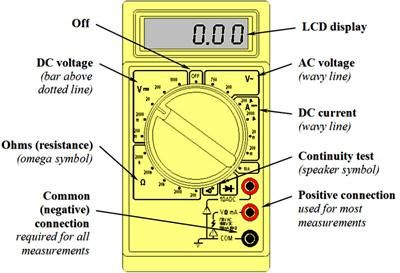 Off
0.00
LCD display
DC voltage
(bar above
dotted line)
AC voltage
(wavy line)
DC current
(wavy line)
Ohms (resistance)
(omega symbol)
Continuity test
(speaker symbol)
Common
(negative)
connection
required for all
measurements
Positive connection
used for most
measurements
OFF
V
V~
A
Ω
10ADC
VΩmA
COM